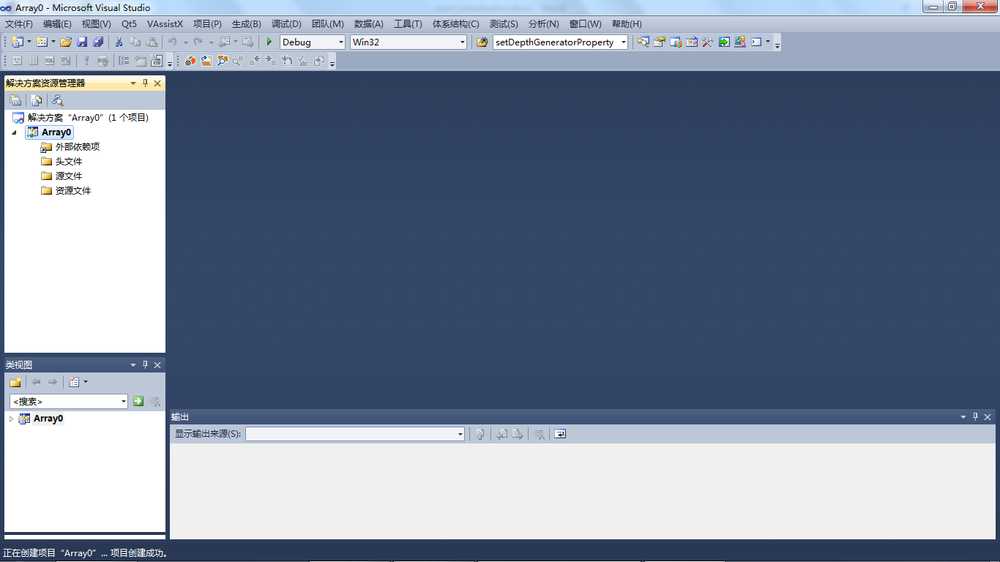 Array0 - Microsoft Visual Studio
文件(F) 编辑(E) 视图(V) Qt5 VAssistX 项目(P) 生成(B) 调试(D) 团队(M) 数据(A) 工具(T) 体系结构(C) 测试(S) 分析(N) 窗口(W) 帮助(H)
Debug Win32 setDepthGeneratorProperty
解决方案资源管理器
解决方案“Array0”(1 个项目)
Array0
外部依赖项
头文件
源文件
资源文件
类视图
<搜索>
Array0
输出
显示输出来源(S):
正在创建项目“Array0”... 项目创建成功。